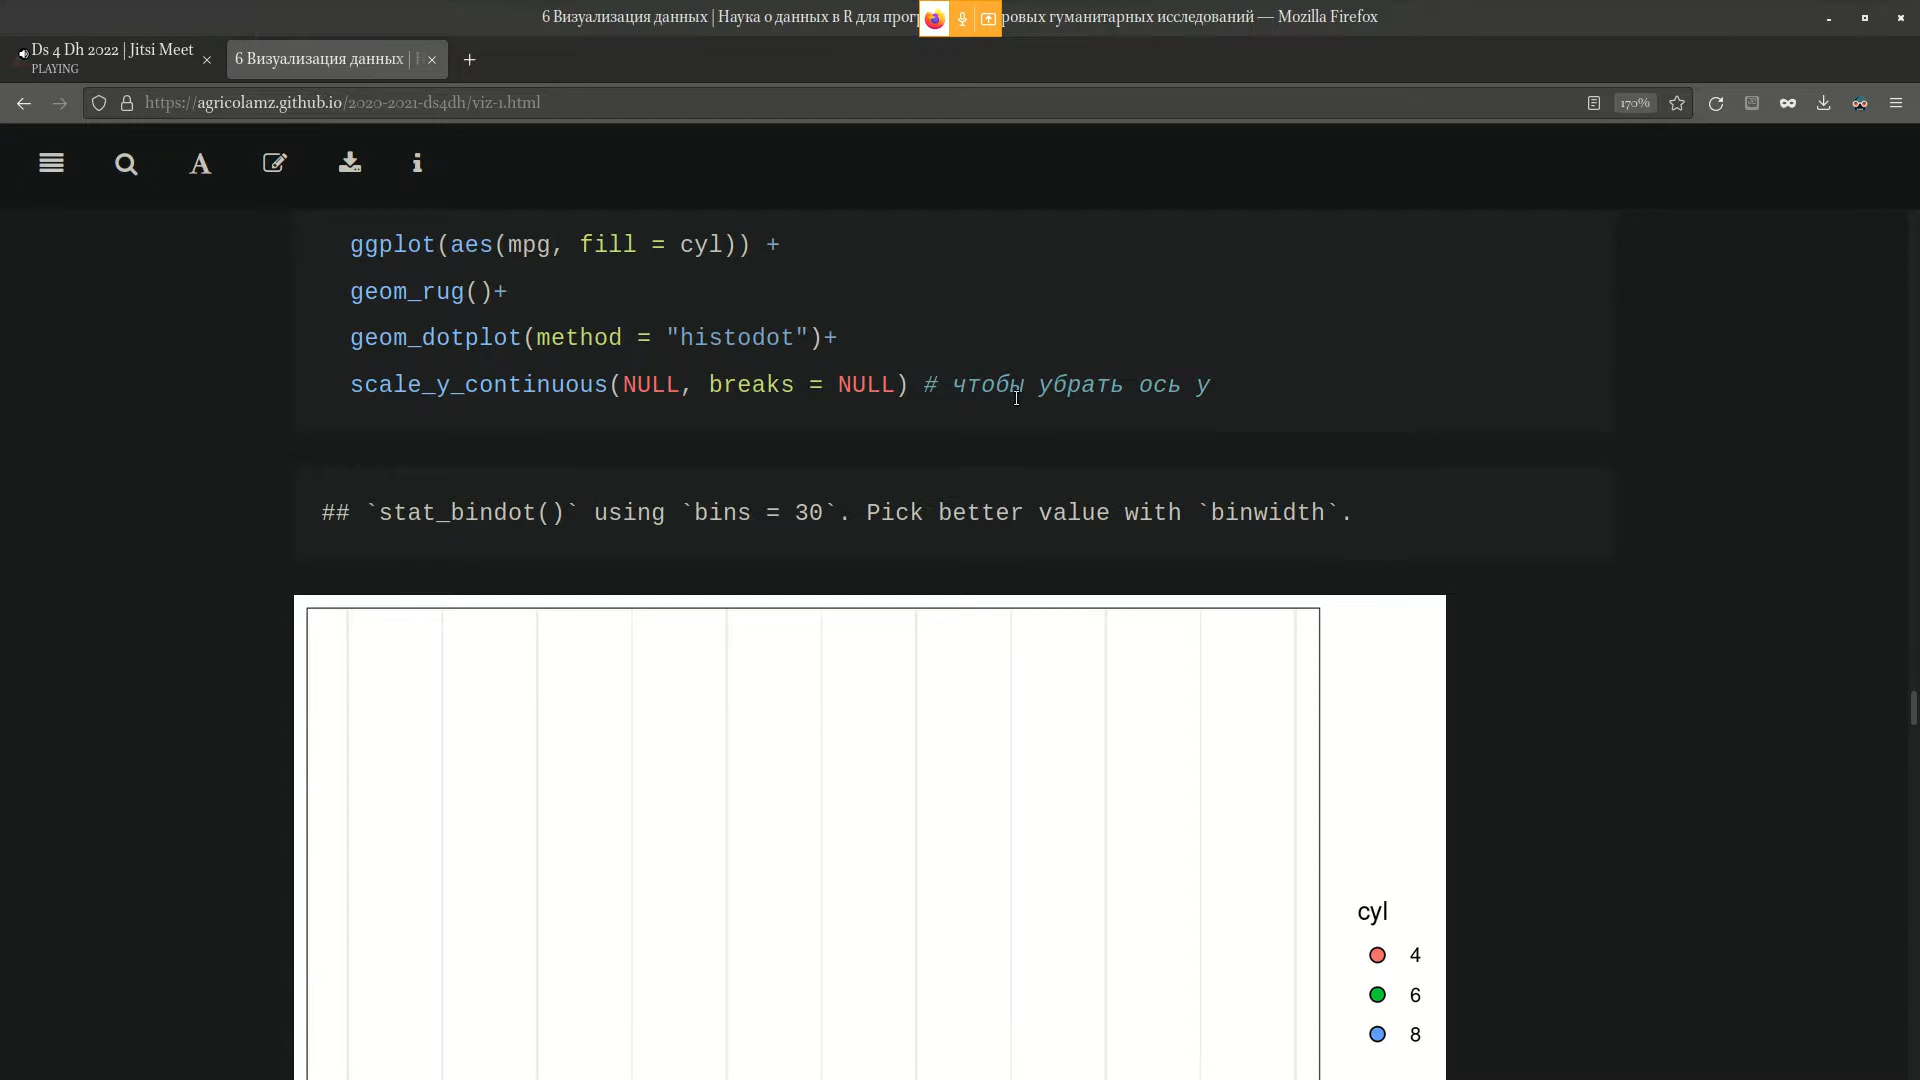 6 Визуализация данных | Наука о данных в R для прог ровых гуманитарных исследований — Mozilla Firefox
Ds 4 Dh 2022 | Jitsi Meet
PLAYING
6 Визуализация данных |
https://agricolamz.github.io/2020-2021-ds4dh/viz-1.html
170%
ggplot(aes(mpg, fill = cyl)) +
geom_rug()+
geom_dotplot(method = "histodot")+
scale_y_continuous(NULL, breaks = NULL) # чтобы убрать ось y
## `stat_bindot()` using `bins = 30`. Pick better value with `binwidth`.
cyl
4
6
8